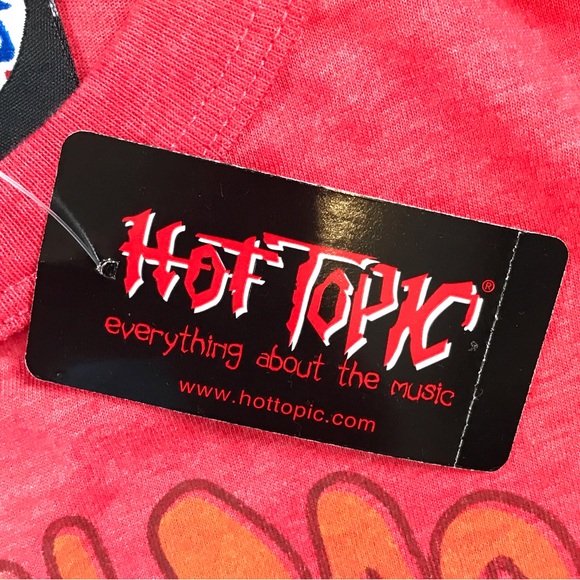 HOT TOPIC®
everything about the music
www.hottopic.com